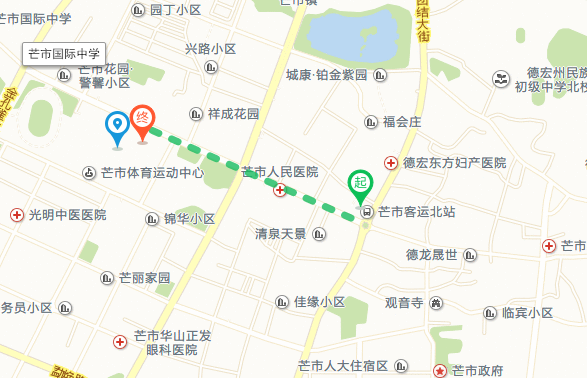 芒市镇
团结大街
园丁小区
芒市国际中学
兴路小区
芒市国际中学
芒市花园·
警馨小区
城康·铂金紫园
德宏州民族
初级中学北校
祥成花园
终
福会庄
德宏东方妇产医院
芒市体育运动中心
芒市人民医院
起
芒市客运北站
光明中医医院
锦华小区
清泉天景
芒市
德龙晟世
芒丽家园
佳缘小区
观音寺
临宾小区
务员小区
芒市华山正发
眼科医院
芒市人大住宿区
芒市政府